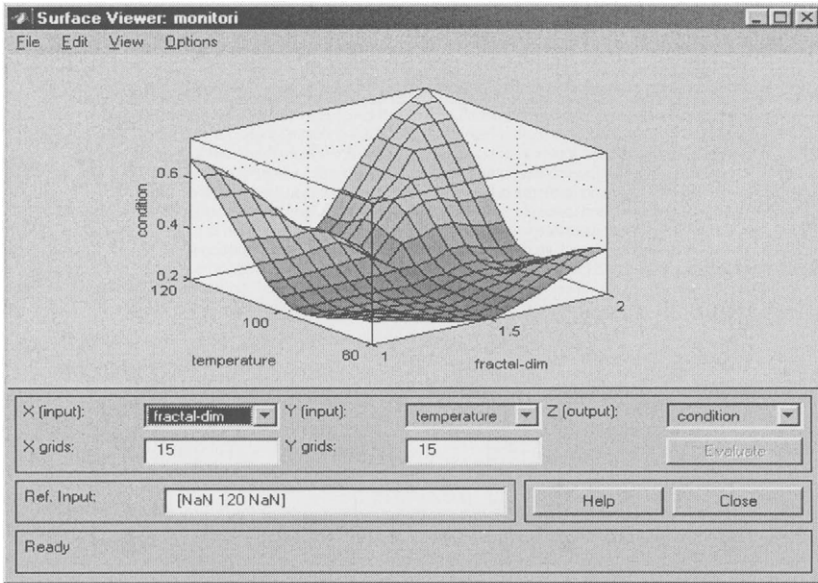 Surface Viewer: monitori
File Edit View Options
condition
0.6
0.4
0.2
120
100
80
temperature
1
1.5
2
fractal-dim
X (input): fractal-dim Y (input): temperature Z (output): condition
X grids: 15 Y grids: 15 Evaluate
Ref. Input: [NaN 120 NaN] Help Close
Ready